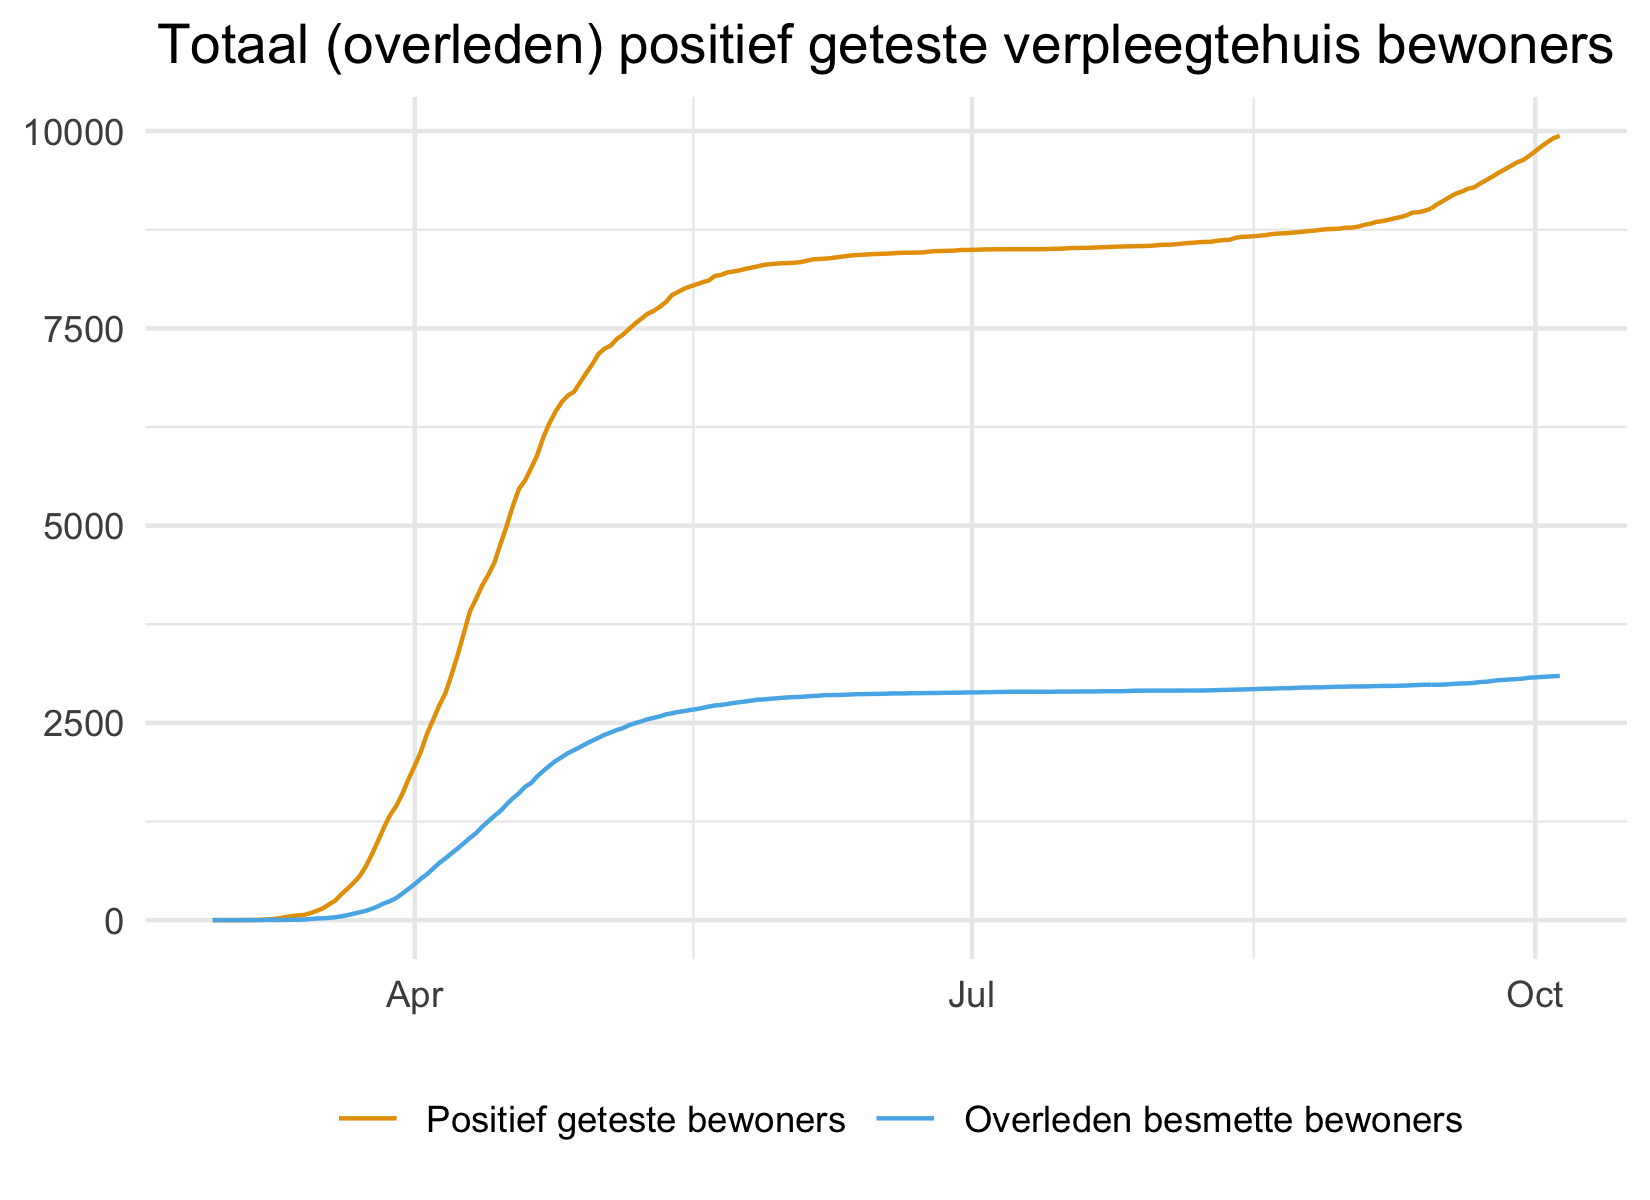 Totaal (overleden) positief geteste verpleegtehuis bewoners
10000
7500
5000
2500
0
Apr Jul Oct
Positief geteste bewoners Overleden besmette bewoners